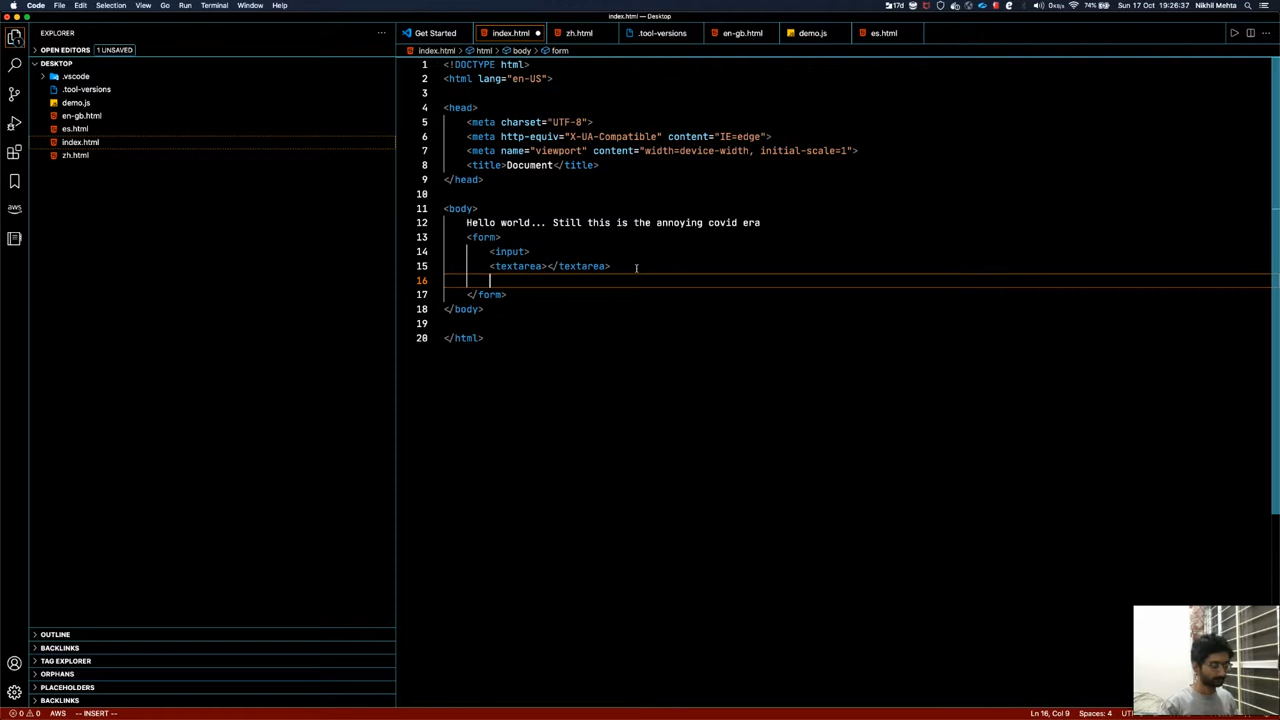 Code File Edit Selection View Go Run Terminal Window Help 17d 0KB/s 74% Sun 17 Oct 19:26:37 Nikhil Mehta
index.html — Desktop
EXPLORER ...
Get Started index.html zh.html .tool-versions en-gb.html demo.js es.html
OPEN EDITORS 1 UNSAVED
index.html > html > body > form
DESKTOP
.vscode
.tool-versions
demo.js
en-gb.html
es.html
index.html
zh.html
1 <!DOCTYPE html>
2 <html lang="en-US">
3
4 <head>
5 <meta charset="UTF-8">
6 <meta http-equiv="X-UA-Compatible" content="IE=edge">
7 <meta name="viewport" content="width=device-width, initial-scale=1">
8 <title>Document</title>
9 </head>
10
11 <body>
12 Hello world... Still this is the annoying covid era
13 <form>
14 <input>
15 <textarea></textarea>
16
17 </form>
18 </body>
19
20 </html>
OUTLINE
BACKLINKS
TAG EXPLORER
ORPHANS
PLACEHOLDERS
BACKLINKS
0 0 AWS -- INSERT -- Ln 16, Col 9 Spaces: 4